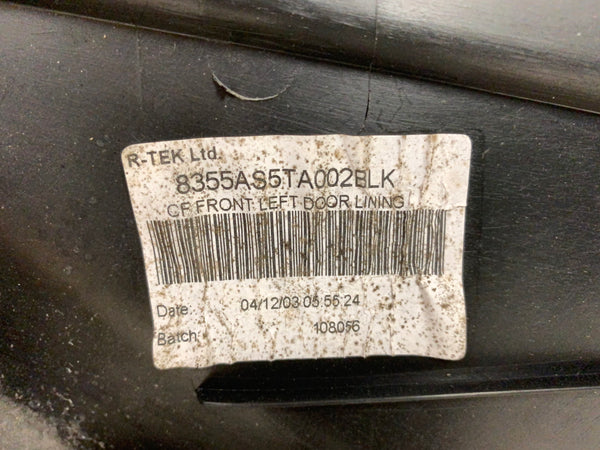 R-TEK Ltd.
8355AS5TA002BLK
CF FRONT LEFT DOOR LINING
Date: 04/12/03 05:55:24
Batch: 108056